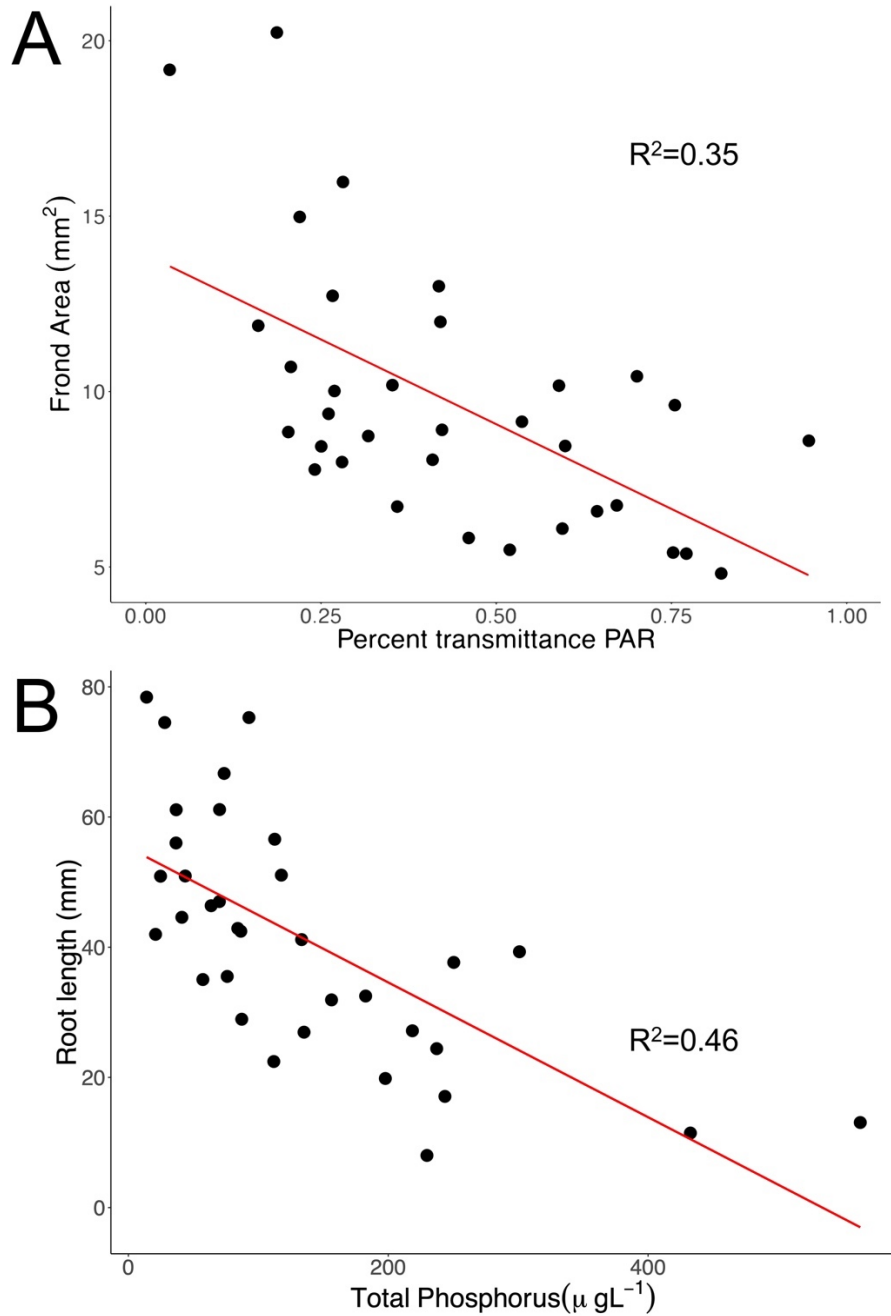 A
20
15
10
5
Frond Area (mm²)
R²=0.35
0.00 0.25 0.50 0.75 1.00
Percent transmittance PAR
B
80
60
40
20
0
Root length (mm)
R²=0.46
0 200 400
Total Phosphorus(μ gL⁻¹)